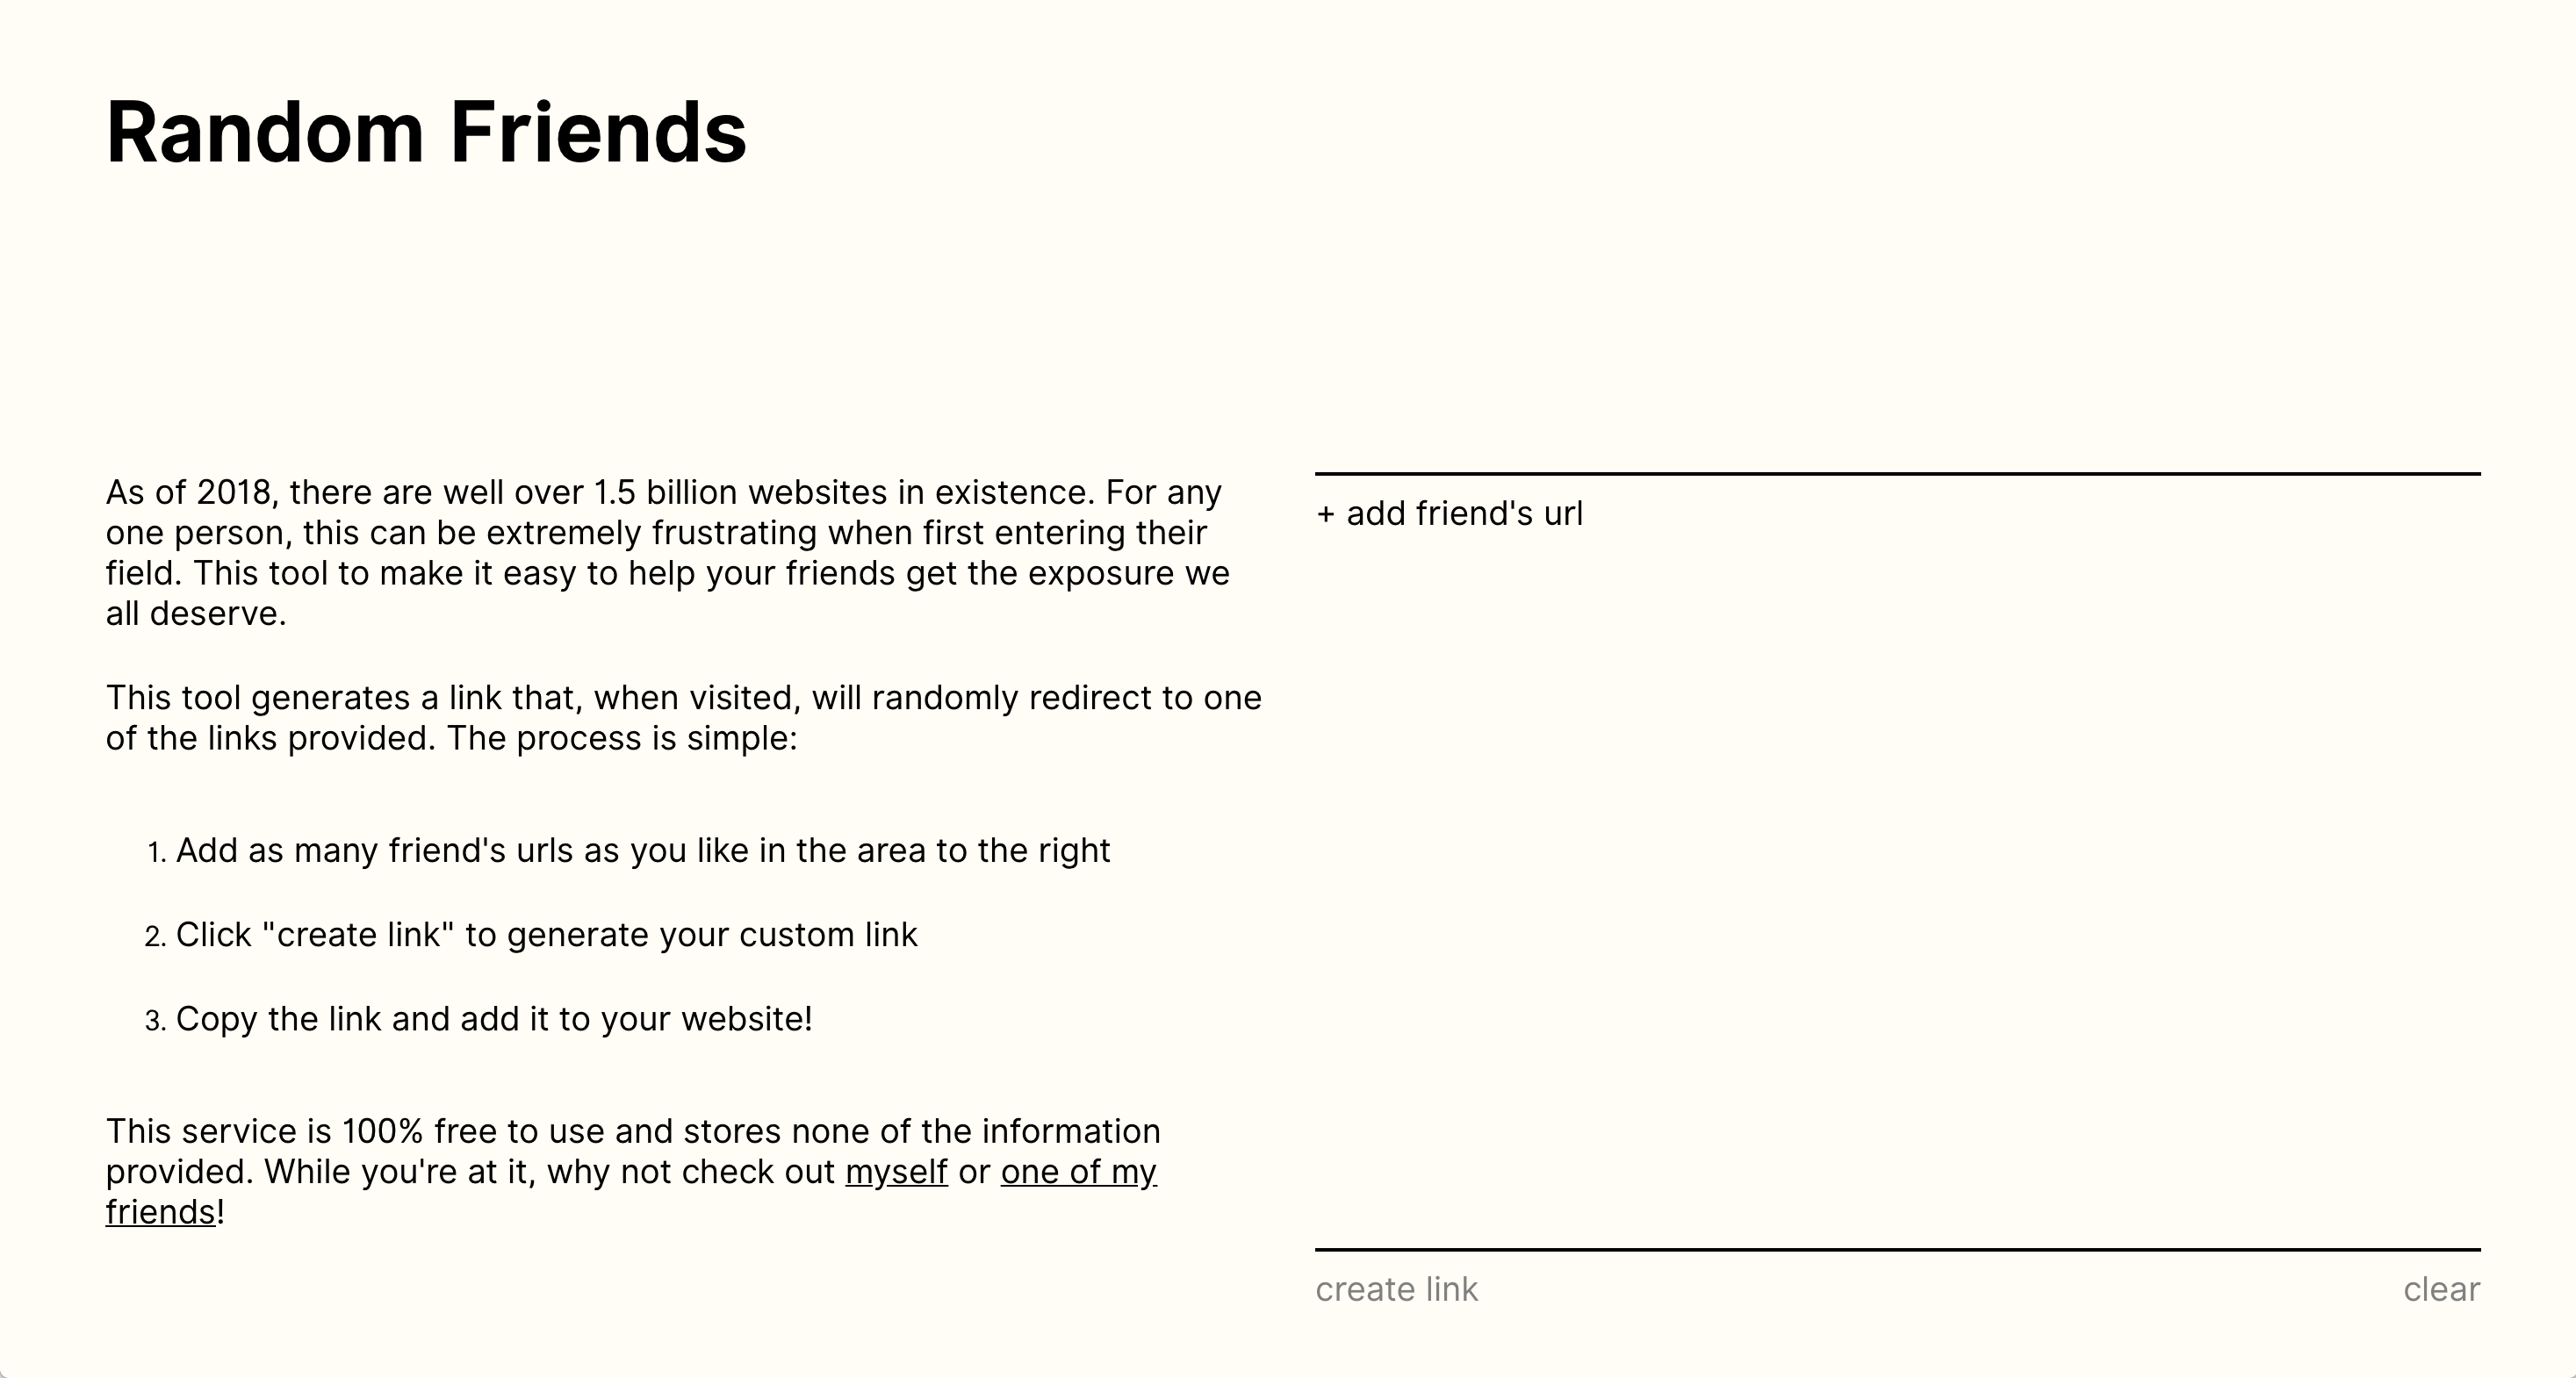 Random Friends
As of 2018, there are well over 1.5 billion websites in existence. For any
one person, this can be extremely frustrating when first entering their
field. This tool to make it easy to help your friends get the exposure we
all deserve.
This tool generates a link that, when visited, will randomly redirect to one
of the links provided. The process is simple:
1. Add as many friend's urls as you like in the area to the right
2. Click "create link" to generate your custom link
3. Copy the link and add it to your website!
This service is 100% free to use and stores none of the information
provided. While you're at it, why not check out myself or one of my
friends!
+ add friend's url
create link
clear